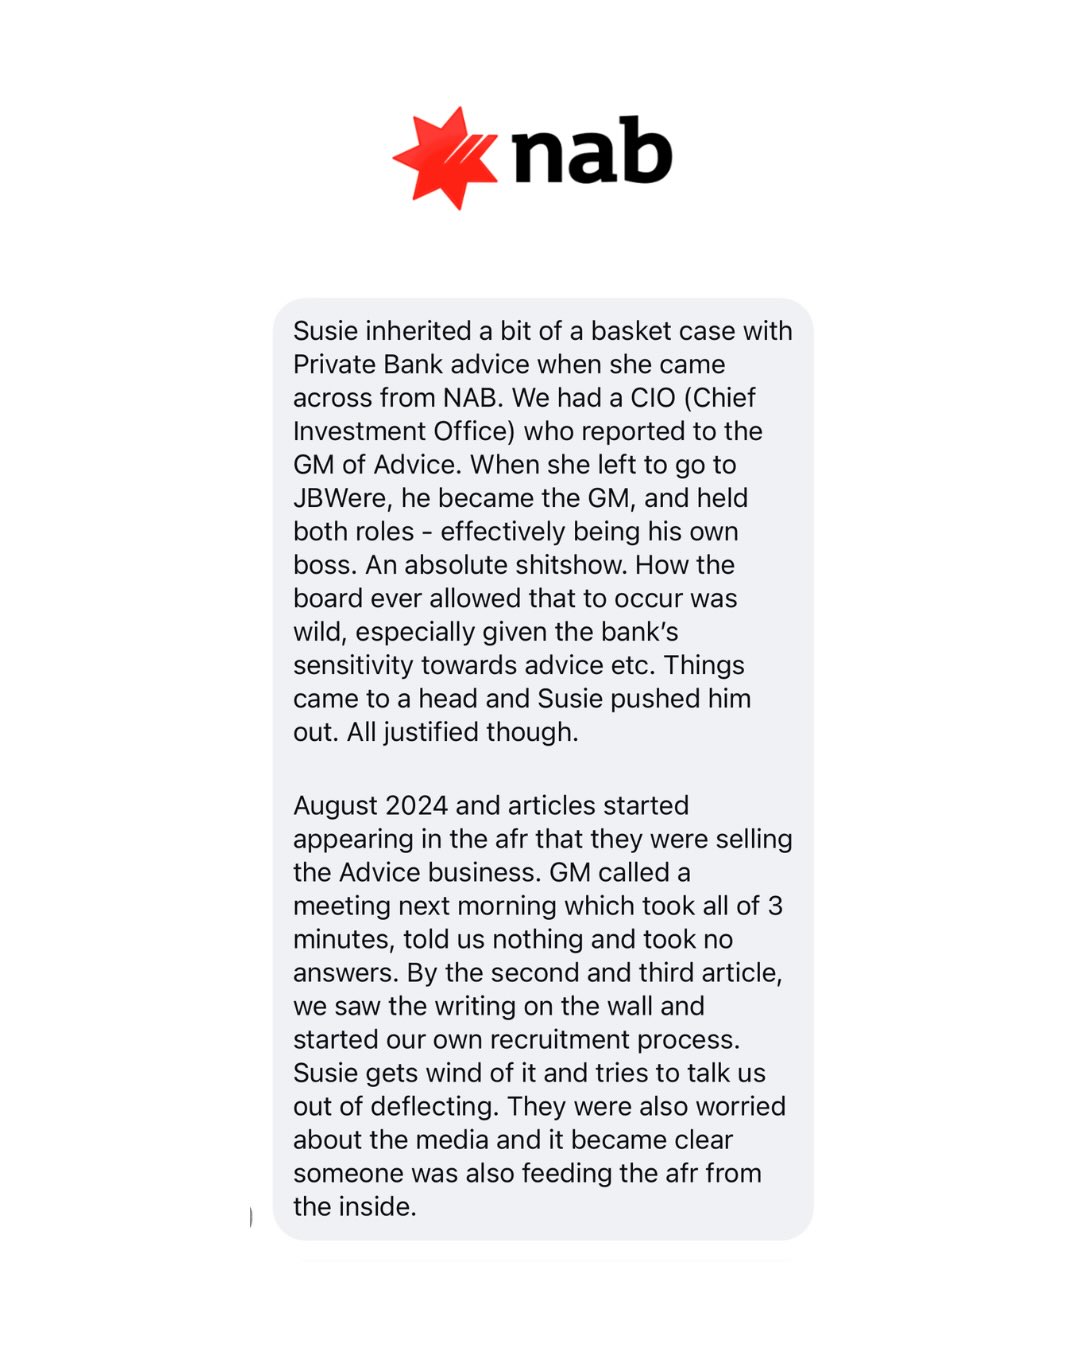 nab
Susie inherited a bit of a basket case with
Private Bank advice when she came
across from NAB. We had a CIO (Chief
Investment Office) who reported to the
GM of Advice. When she left to go to
JBWere, he became the GM, and held
both roles - effectively being his own
boss. An absolute shitshow. How the
board ever allowed that to occur was
wild, especially given the bank’s
sensitivity towards advice etc. Things
came to a head and Susie pushed him
out. All justified though.
August 2024 and articles started
appearing in the afr that they were selling
the Advice business. GM called a
meeting next morning which took all of 3
minutes, told us nothing and took no
answers. By the second and third article,
we saw the writing on the wall and
started our own recruitment process.
Susie gets wind of it and tries to talk us
out of deflecting. They were also worried
about the media and it became clear
someone was also feeding the afr from
the inside.